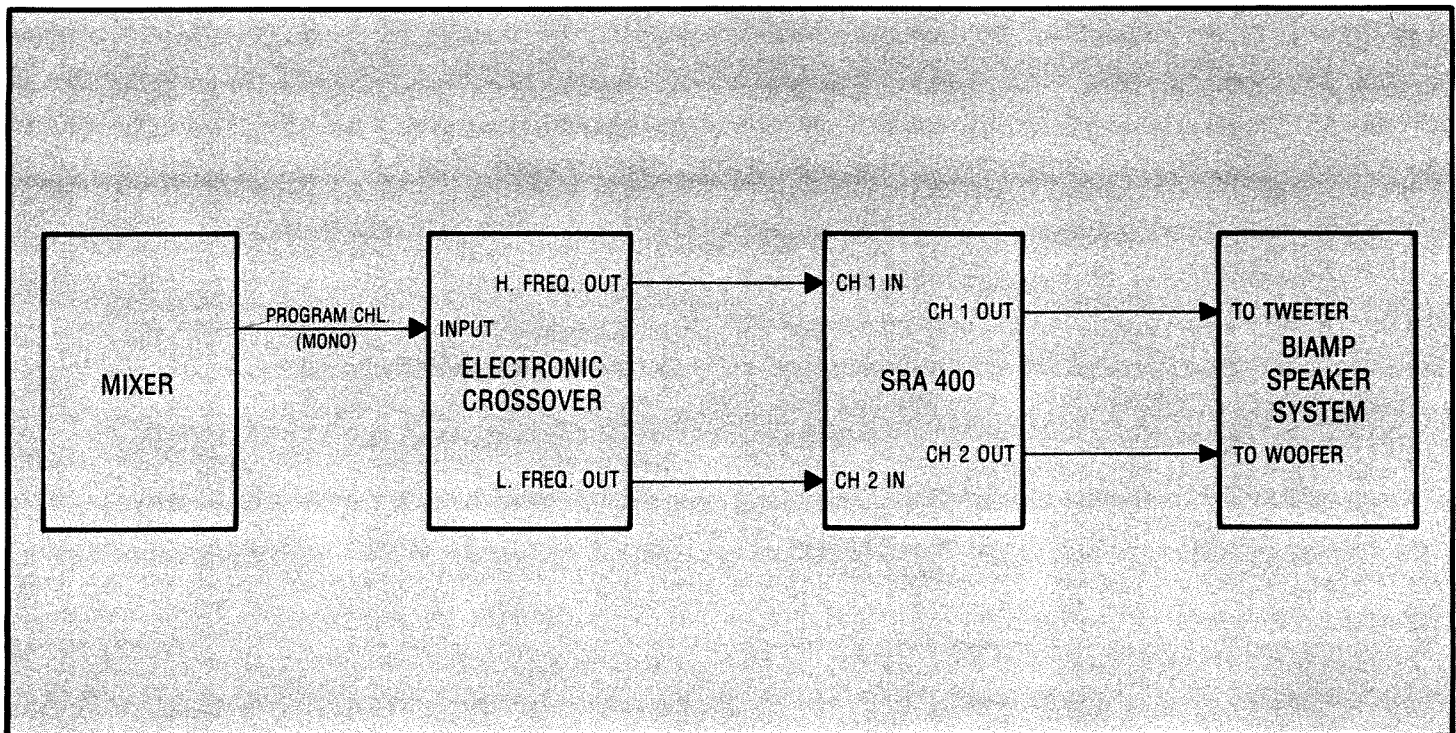 MIXER
PROGRAM CHL.
(MONO)
H. FREQ. OUT
INPUT
ELECTRONIC
CROSSOVER
L. FREQ. OUT
CH 1 IN
CH 1 OUT
SRA 400
CH 2 OUT
CH 2 IN
TO TWEETER
BIAMP
SPEAKER
SYSTEM
TO WOOFER